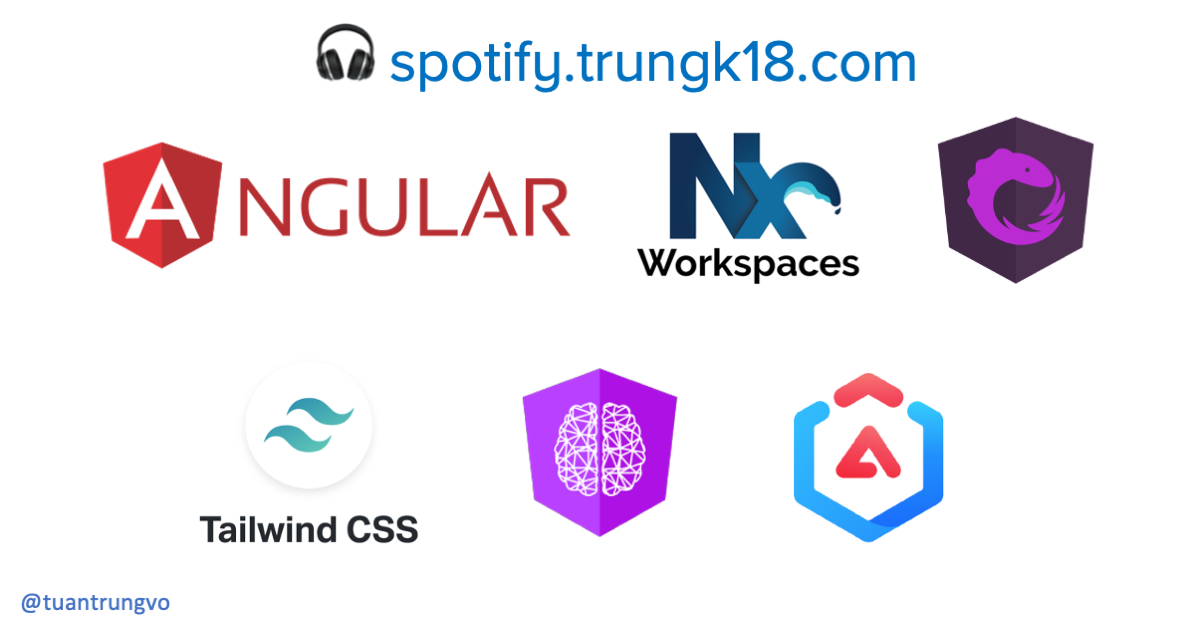 spotify.trungk18.com
ANGULAR
Nx
Workspaces
Tailwind CSS
@tuantrungvo